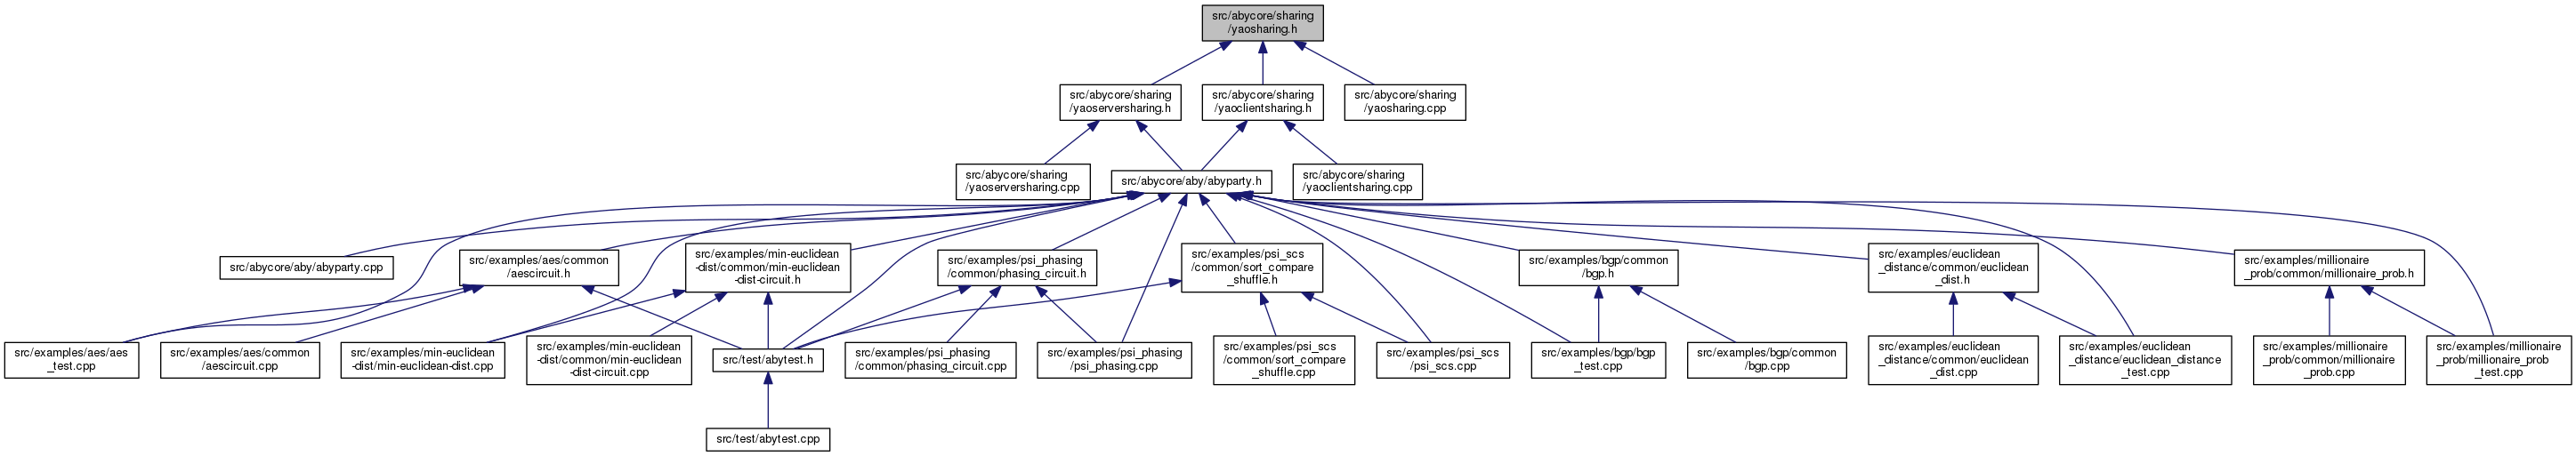 src/abycore/sharing
/yaosharing.h
src/abycore/sharing
/yaoserversharing.h
src/abycore/sharing
/yaoclientsharing.h
src/abycore/sharing
/yaosharing.cpp
src/abycore/sharing
/yaoserversharing.cpp
src/abycore/aby/abyparty.h
src/abycore/sharing
/yaoclientsharing.cpp
src/abycore/aby/abyparty.cpp
src/examples/aes/common
/aescircuit.h
src/examples/min-euclidean
-dist/common/min-euclidean
-dist-circuit.h
src/examples/psi_phasing
/common/phasing_circuit.h
src/examples/psi_scs
/common/sort_compare
_shuffle.h
src/examples/bgp/common
/bgp.h
src/examples/euclidean
_distance/common/euclidean
_dist.h
src/examples/millionaire
_prob/common/millionaire_prob.h
src/examples/aes/aes
_test.cpp
src/examples/aes/common
/aescircuit.cpp
src/examples/min-euclidean
-dist/min-euclidean-dist.cpp
src/examples/min-euclidean
-dist/common/min-euclidean
-dist-circuit.cpp
src/test/abytest.h
src/examples/psi_phasing
/common/phasing_circuit.cpp
src/examples/psi_phasing
/psi_phasing.cpp
src/examples/psi_scs
/common/sort_compare
_shuffle.cpp
src/examples/psi_scs
/psi_scs.cpp
src/examples/bgp/bgp
_test.cpp
src/examples/bgp/common
/bgp.cpp
src/examples/euclidean
_distance/common/euclidean
_dist.cpp
src/examples/euclidean
_distance/euclidean_distance
_test.cpp
src/examples/millionaire
_prob/common/millionaire
_prob.cpp
src/examples/millionaire
_prob/millionaire_prob
_test.cpp
src/test/abytest.cpp